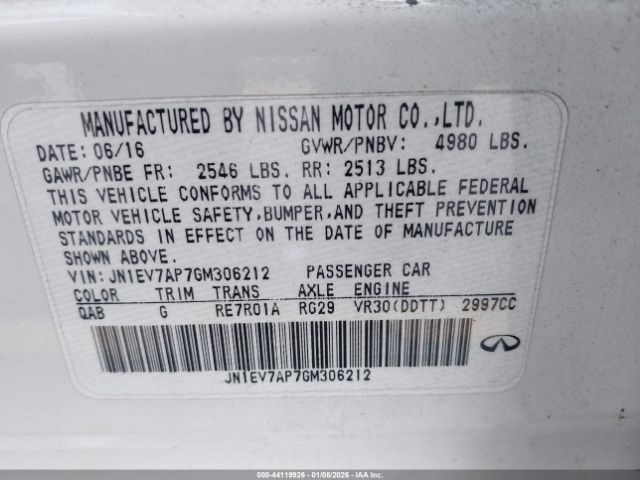 MANUFACTURED BY NISSAN MOTOR CO.,LTD.
DATE: 06/16 GVWR/PNBV: 4980 LBS.
GAWR/PNBE FR: 2546 LBS. RR: 2513 LBS.
THIS VEHICLE CONFORMS TO ALL APPLICABLE FEDERAL
MOTOR VEHICLE SAFETY,BUMPER,AND THEFT PREVENTION
STANDARDS IN EFFECT ON THE DATE OF MANUFACTURE
SHOWN ABOVE.
VIN: JN1EV7AP7GM306212 PASSENGER CAR
COLOR TRIM TRANS AXLE ENGINE
QAB G RE7R01A RG29 VR30(DDTT) 2997CC
JN1EV7AP7GM306212
000-44119926 - 01/08/2026 - IAA Inc.